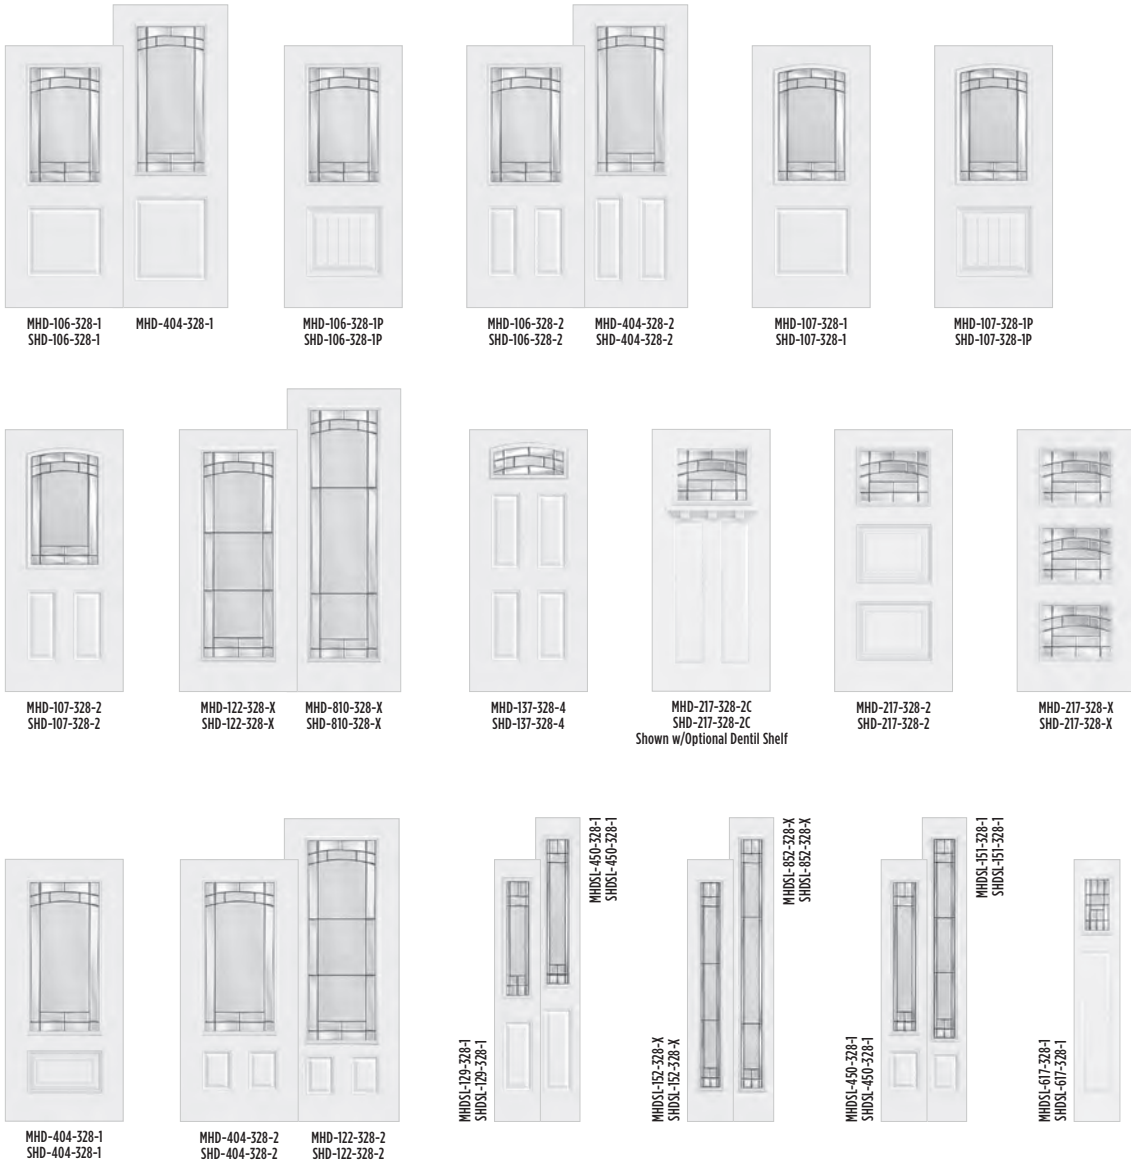 MHD-106-328-1
SHD-106-328-1
MHD-404-328-1
MHD-106-328-1P
SHD-106-328-1P
MHD-106-328-2
SHD-106-328-2
MHD-404-328-2
SHD-404-328-2
MHD-107-328-1
SHD-107-328-1
MHD-107-328-1P
SHD-107-328-1P
MHD-107-328-2
SHD-107-328-2
MHD-122-328-X
SHD-122-328-X
MHD-810-328-X
SHD-810-328-X
MHD-137-328-4
SHD-137-328-4
MHD-217-328-2C
SHD-217-328-2C
Shown w/Optional Dentil Shelf
MHD-217-328-2
SHD-217-328-2
MHD-217-328-X
SHD-217-328-X
MHD-404-328-1
SHD-404-328-1
MHD-404-328-2
SHD-404-328-2
MHD-122-328-2
SHD-122-328-2
MHDSL-129-328-1
SHDSL-129-328-1
MHDSL-450-328-1
SHDSL-450-328-1
MHDSL-152-328-X
SHDSL-152-328-X
MHDSL-852-328-X
SHDSL-852-328-X
MHDSL-450-328-1
SHDSL-450-328-1
MHDSL-151-328-1
SHDSL-151-328-1
MHDSL-617-328-1
SHDSL-617-328-1